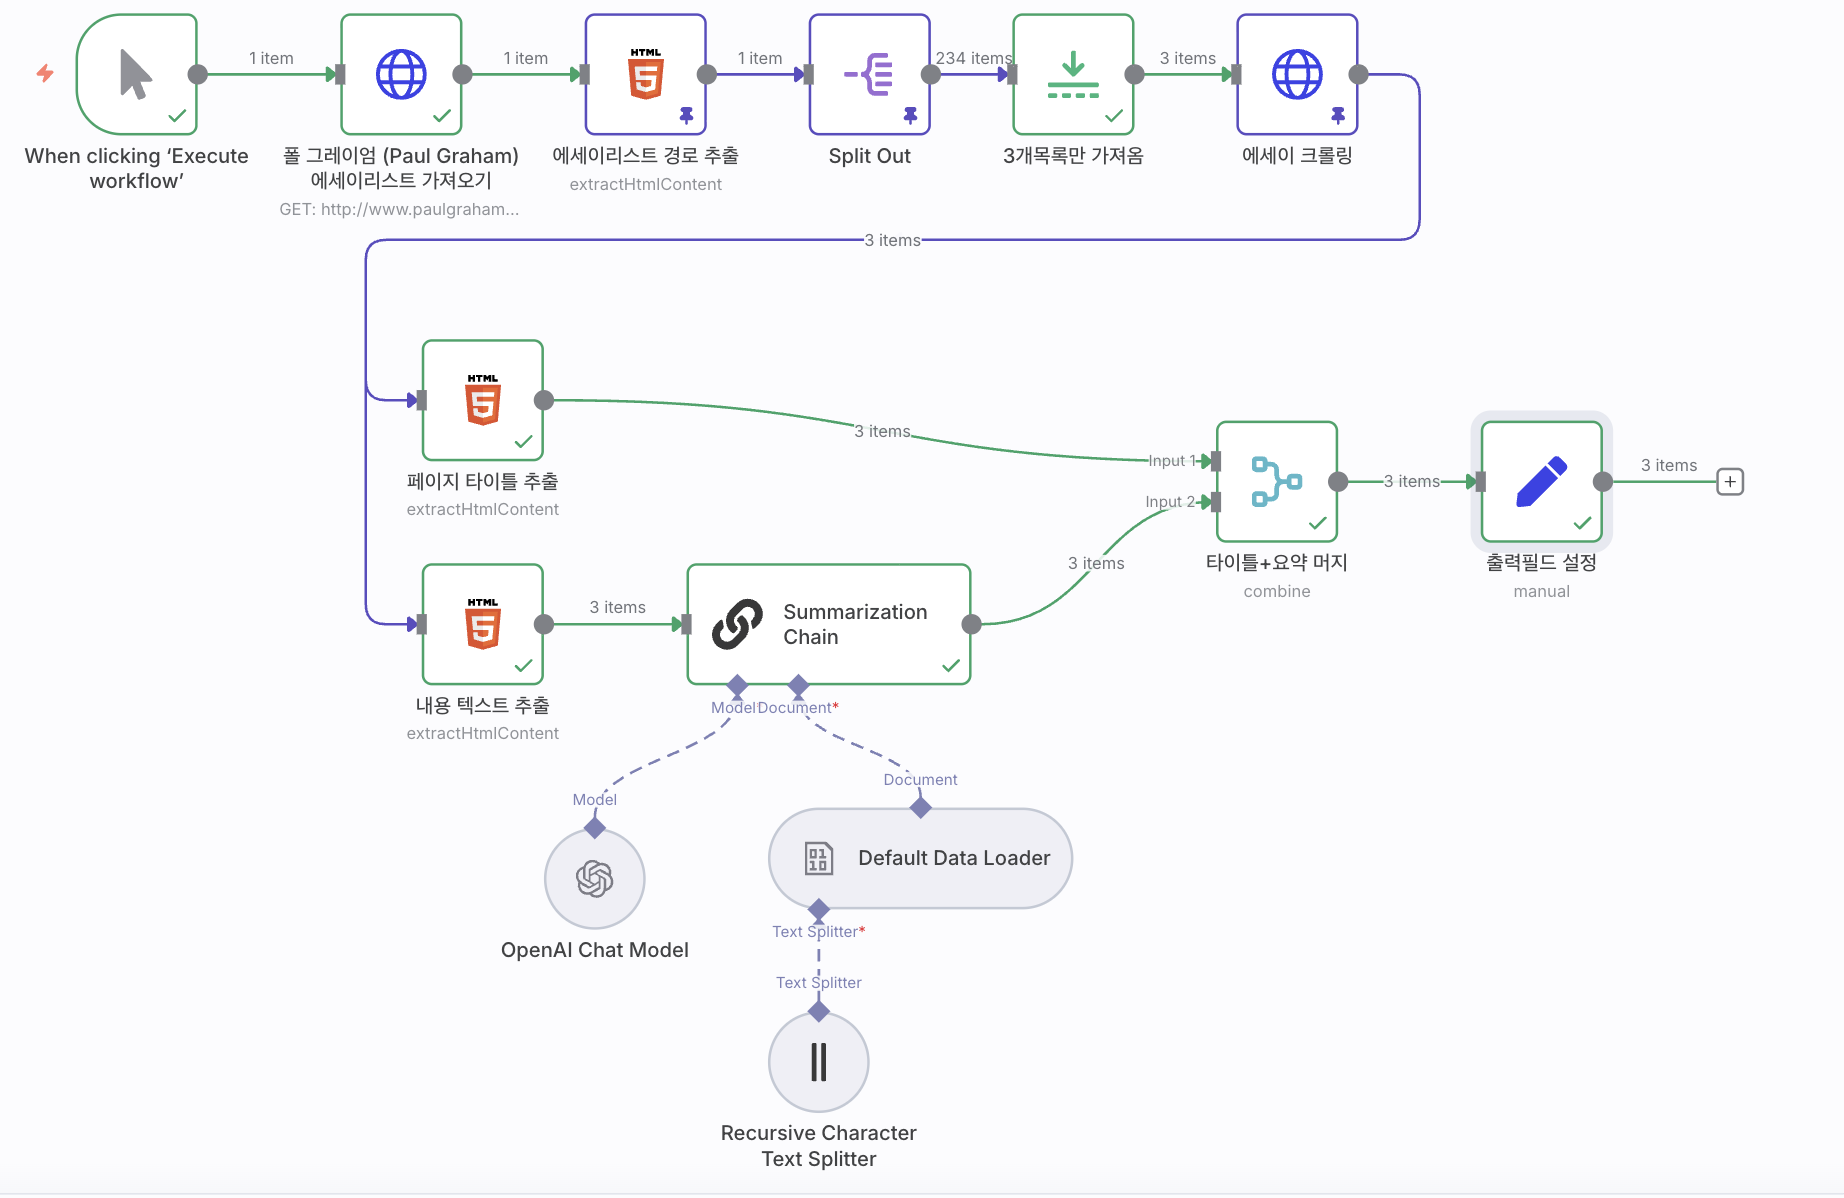 1 item
1 item
1 item
234 items
3 items
HTML
When clicking ‘Execute
workflow’
폴 그레이엄 (Paul Graham)
에세이리스트 가져오기
GET: http://www.paulgraham...
에세이리스트 경로 추출
extractHtmlContent
Split Out
3개목록만 가져옴
에세이 크롤링
3 items
HTML
페이지 타이틀 추출
extractHtmlContent
3 items
Input 1
Input 2
3 items
3 items
타이틀+요약 머지
combine
출력필드 설정
manual
HTML
내용 텍스트 추출
extractHtmlContent
3 items
Summarization
Chain
3 items
Model
Document*
Model
Document
OpenAI Chat Model
Default Data Loader
Text Splitter*
Text Splitter
Recursive Character
Text Splitter